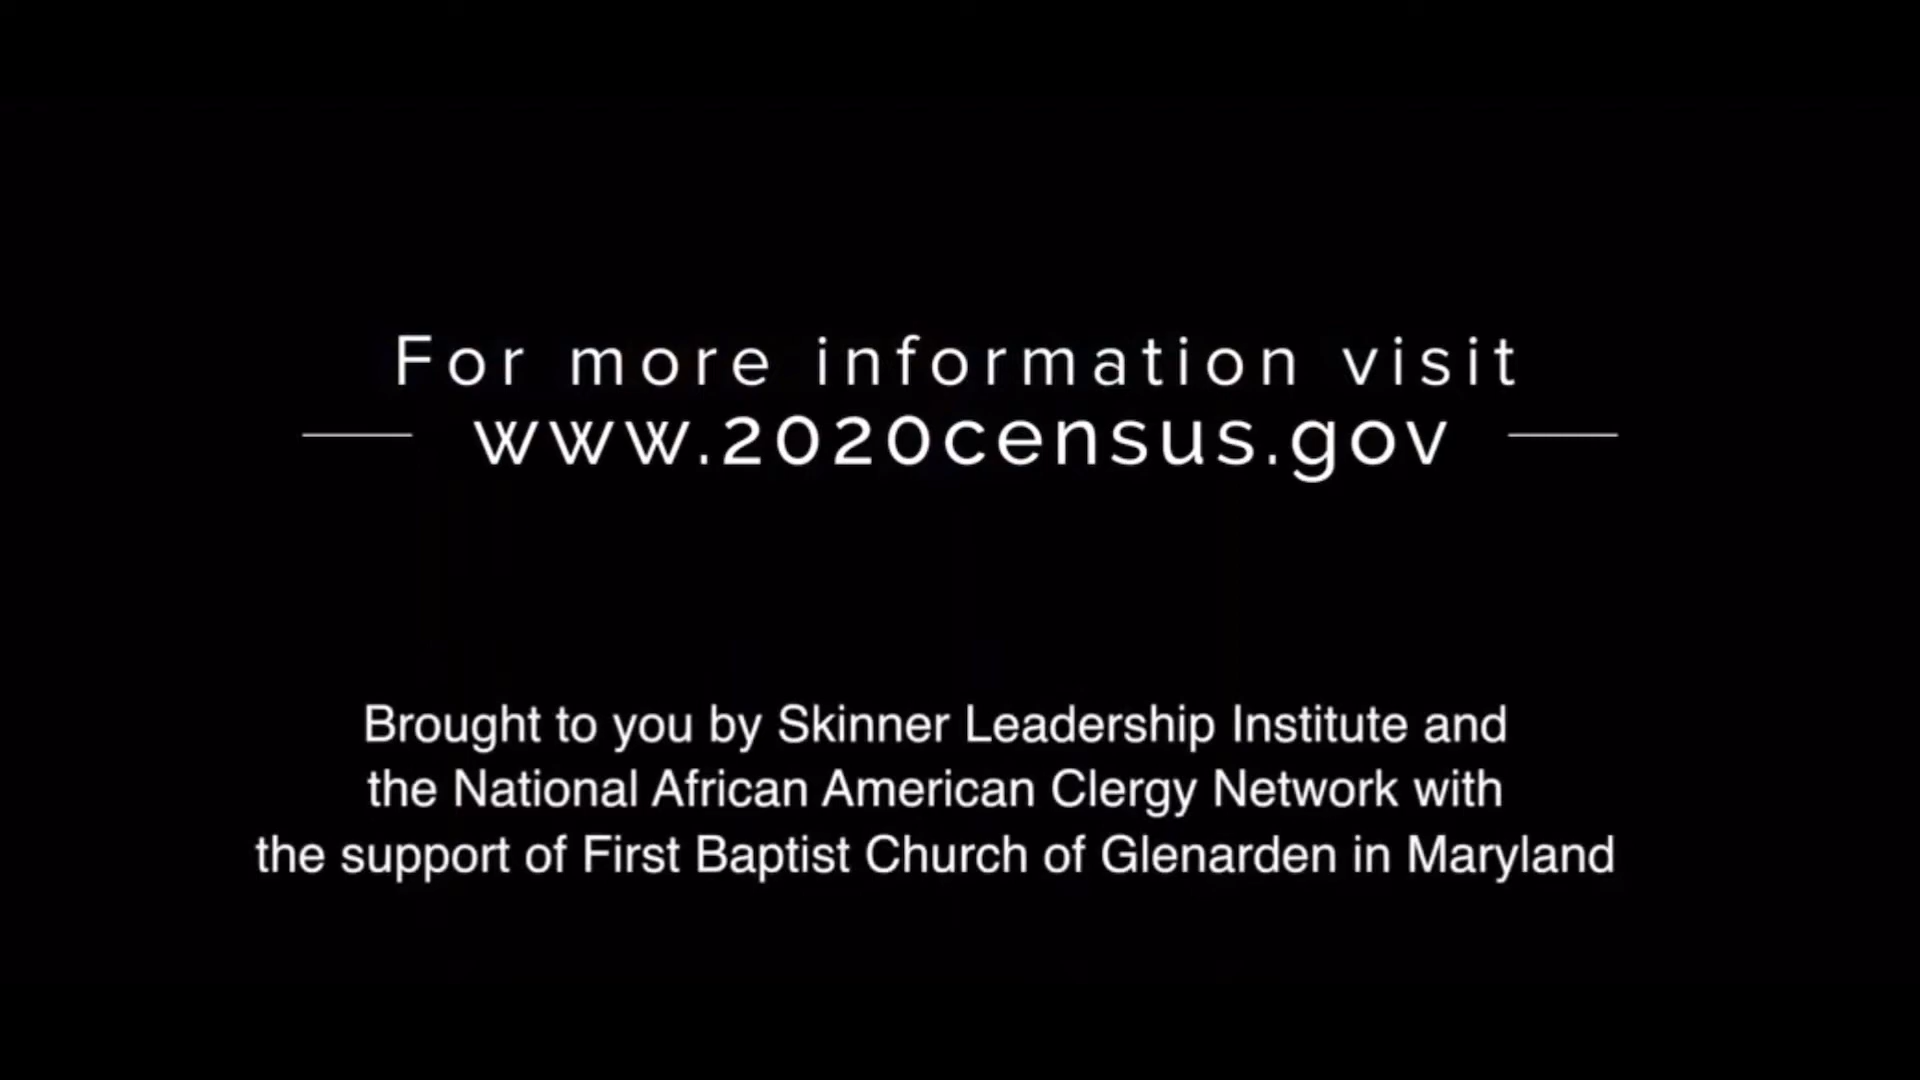 For more information visit
www.2020census.gov
Brought to you by Skinner Leadership Institute and
the National African American Clergy Network with
the support of First Baptist Church of Glenarden in Maryland